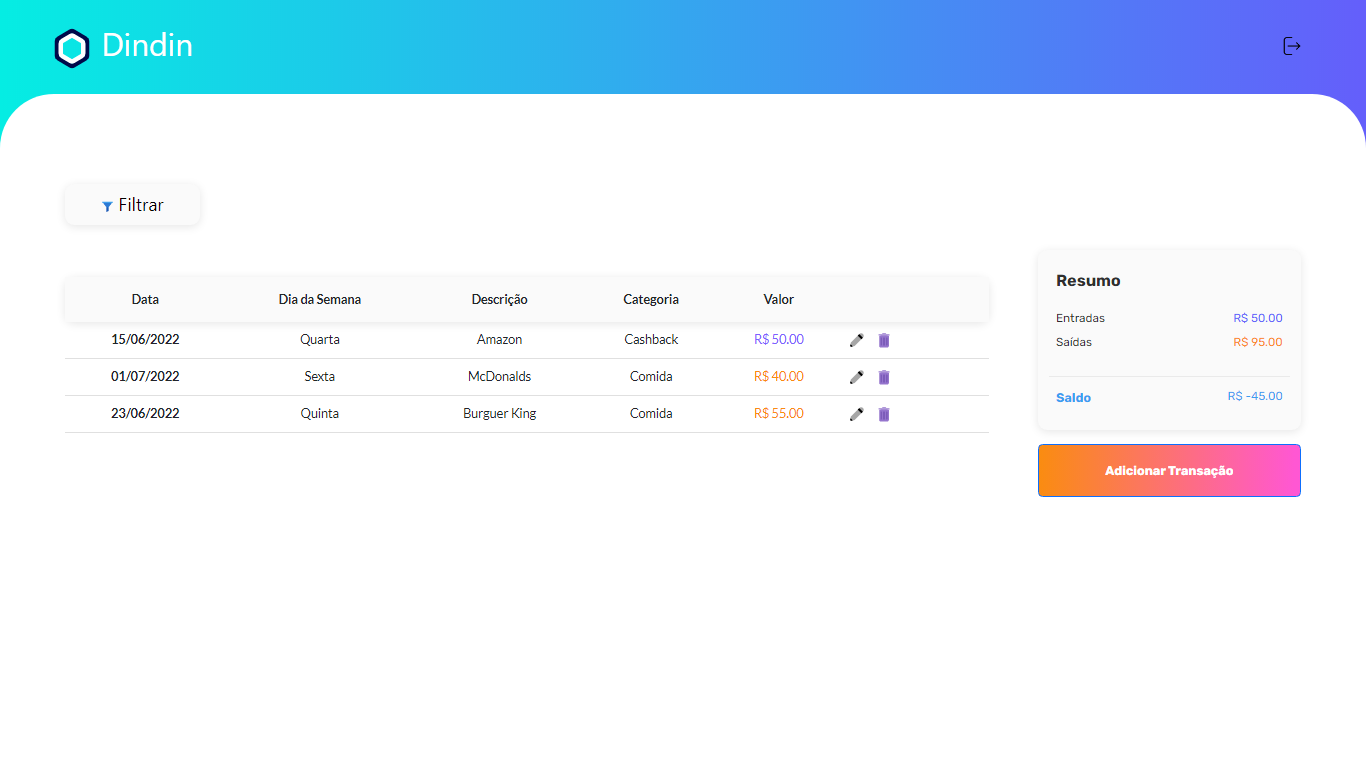 Dindin
Filtrar
Data Dia da Semana Descrição Categoria Valor
15/06/2022 Quarta Amazon Cashback R$ 50.00
01/07/2022 Sexta McDonalds Comida R$ 40.00
23/06/2022 Quinta Burguer King Comida R$ 55.00
Resumo
Entradas R$ 50.00
Saídas R$ 95.00
Saldo R$ -45.00
Adicionar Transação